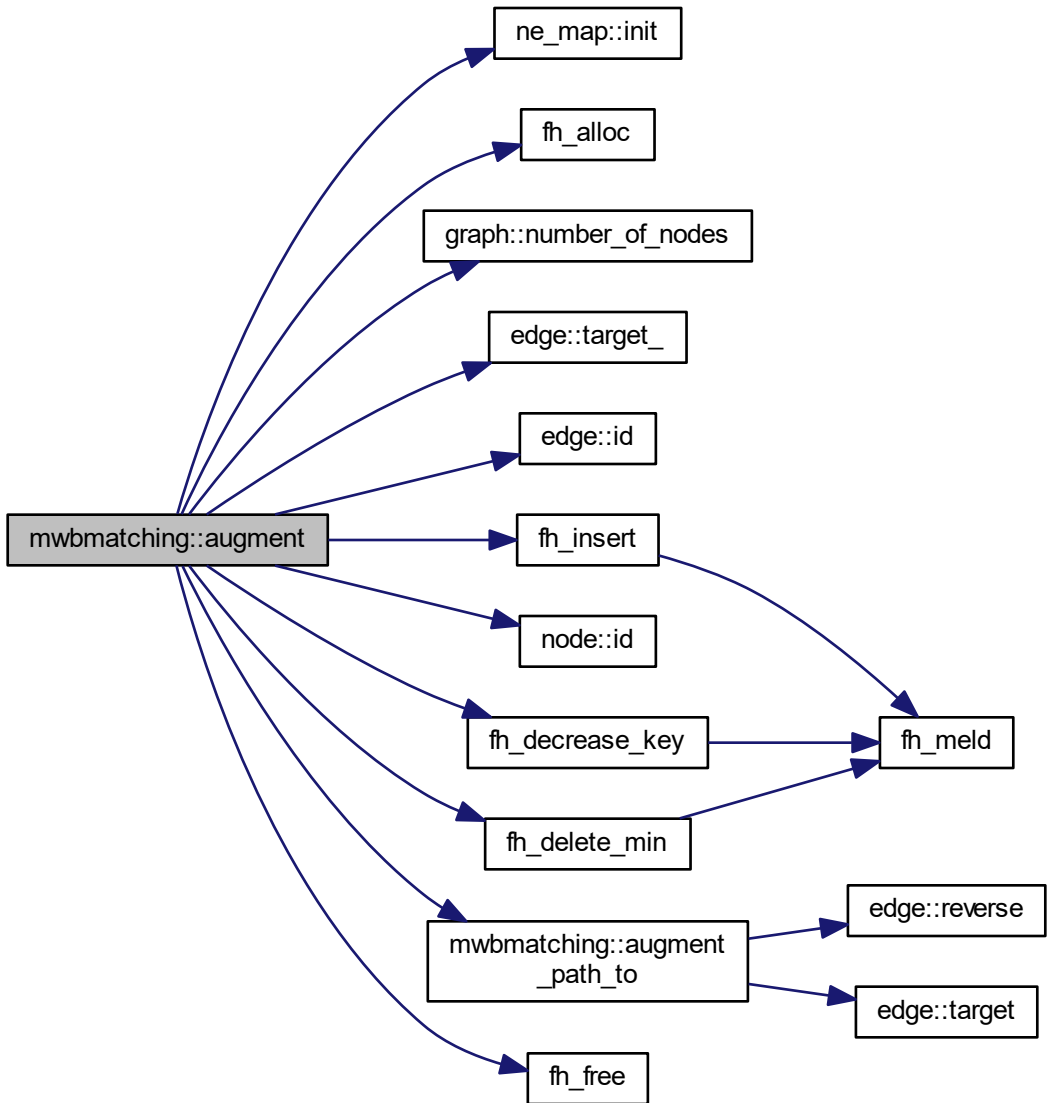 ne_map::init
fh_alloc
graph::number_of_nodes
edge::target_
edge::id
mwbmatching::augment
fh_insert
node::id
fh_decrease_key
fh_meld
fh_delete_min
edge::reverse
mwbmatching::augment
_path_to
edge::target
fh_free